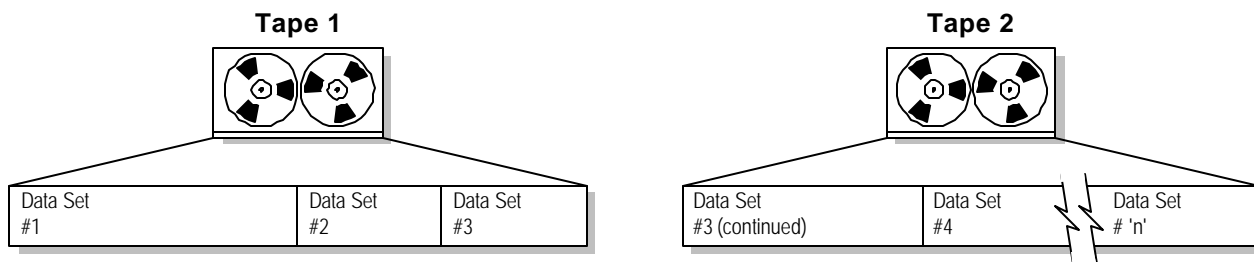 Tape 1
Tape 2
Data Set
#1
Data Set
#2
Data Set
#3
Data Set
#3 (continued)
Data Set
#4
Data Set
# 'n'